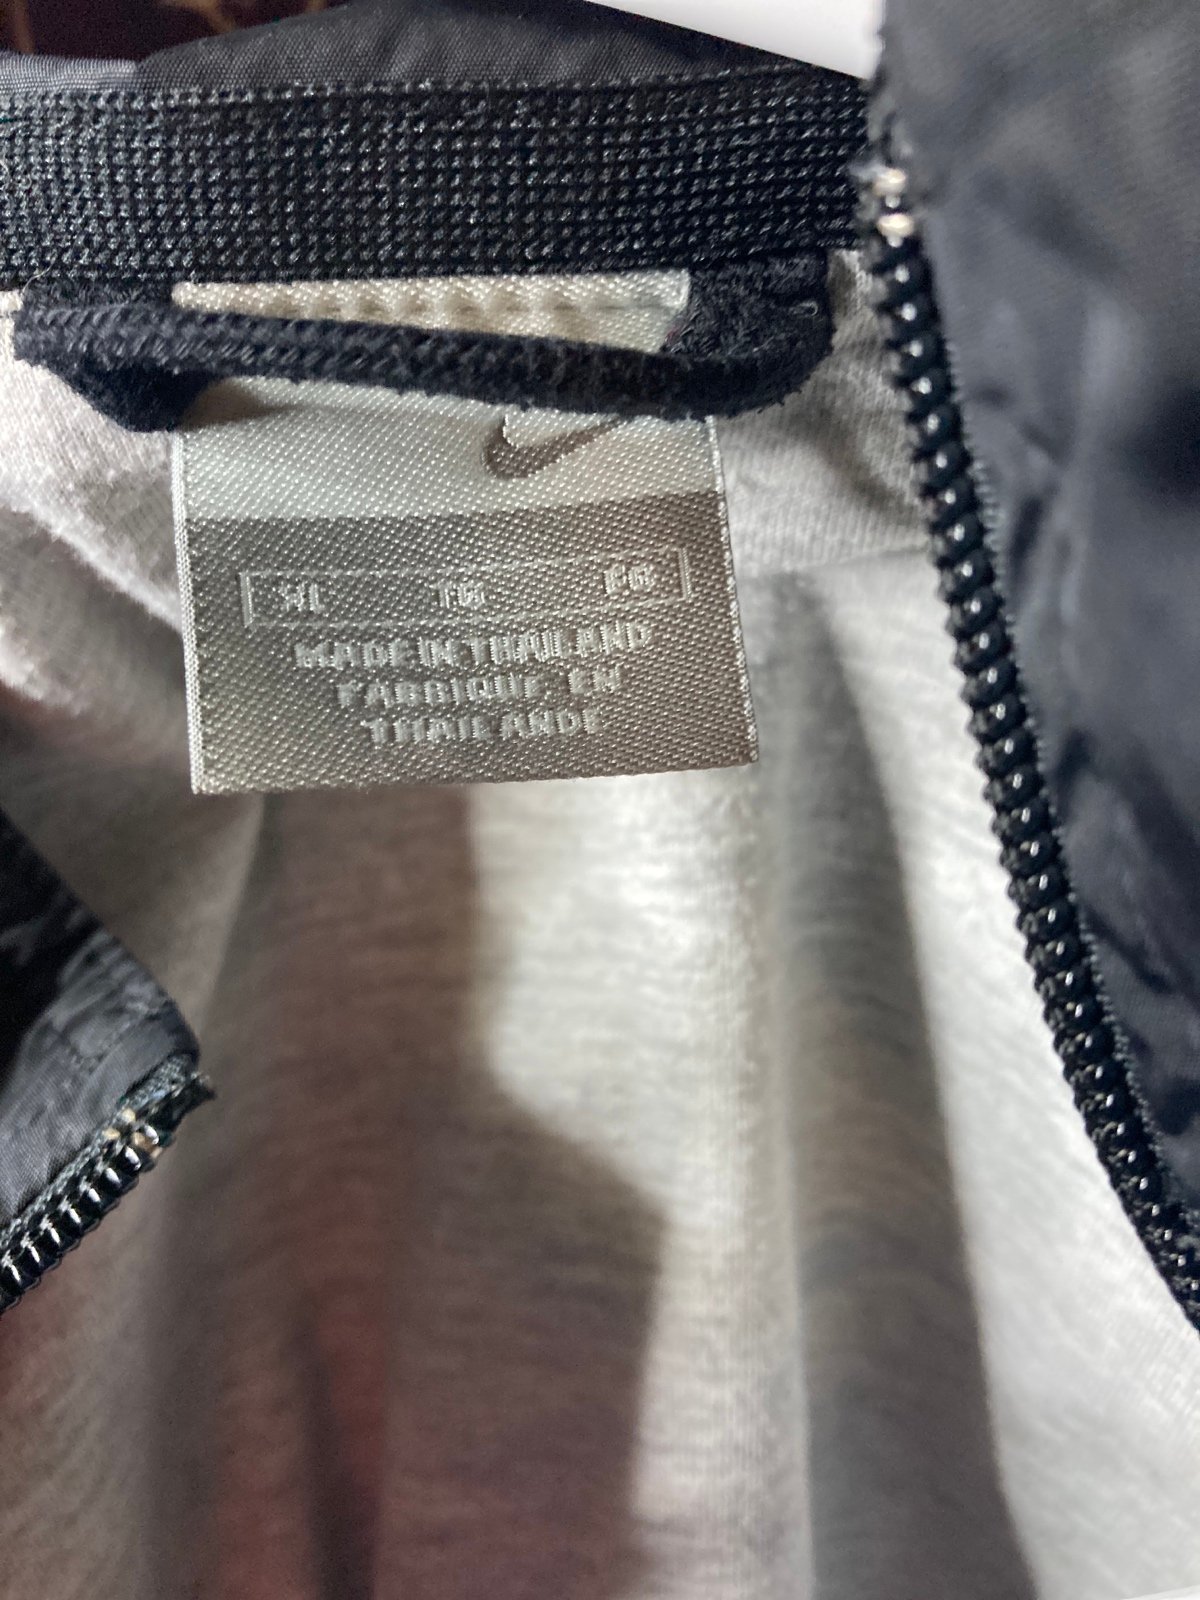 XL TG EG
MADE IN THAILAND
FABRIQUE EN
THAILANDE